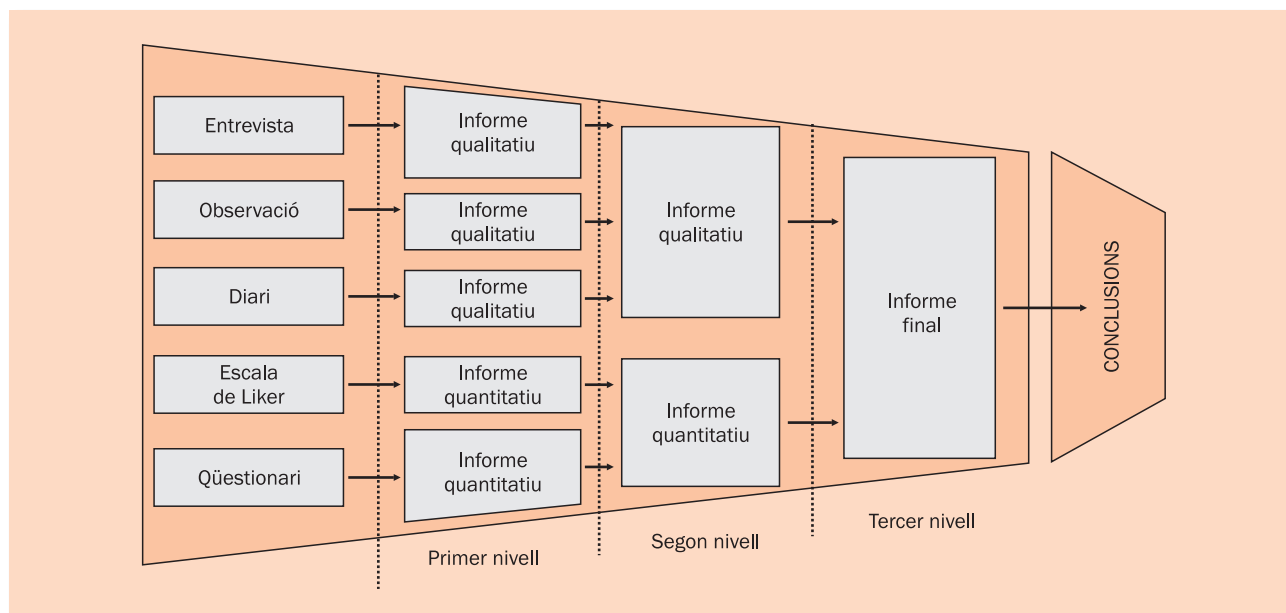 Entrevista
Informe
qualitatiu
Observació
Informe
qualitatiu
Informe
qualitatiu
Diari
Informe
qualitatiu
Informe
final
CONCLUSIONS
Escala
de Liker
Informe
quantitatiu
Informe
quantitatiu
Qüestionari
Informe
quantitatiu
Primer nivell
Segon nivell
Tercer nivell